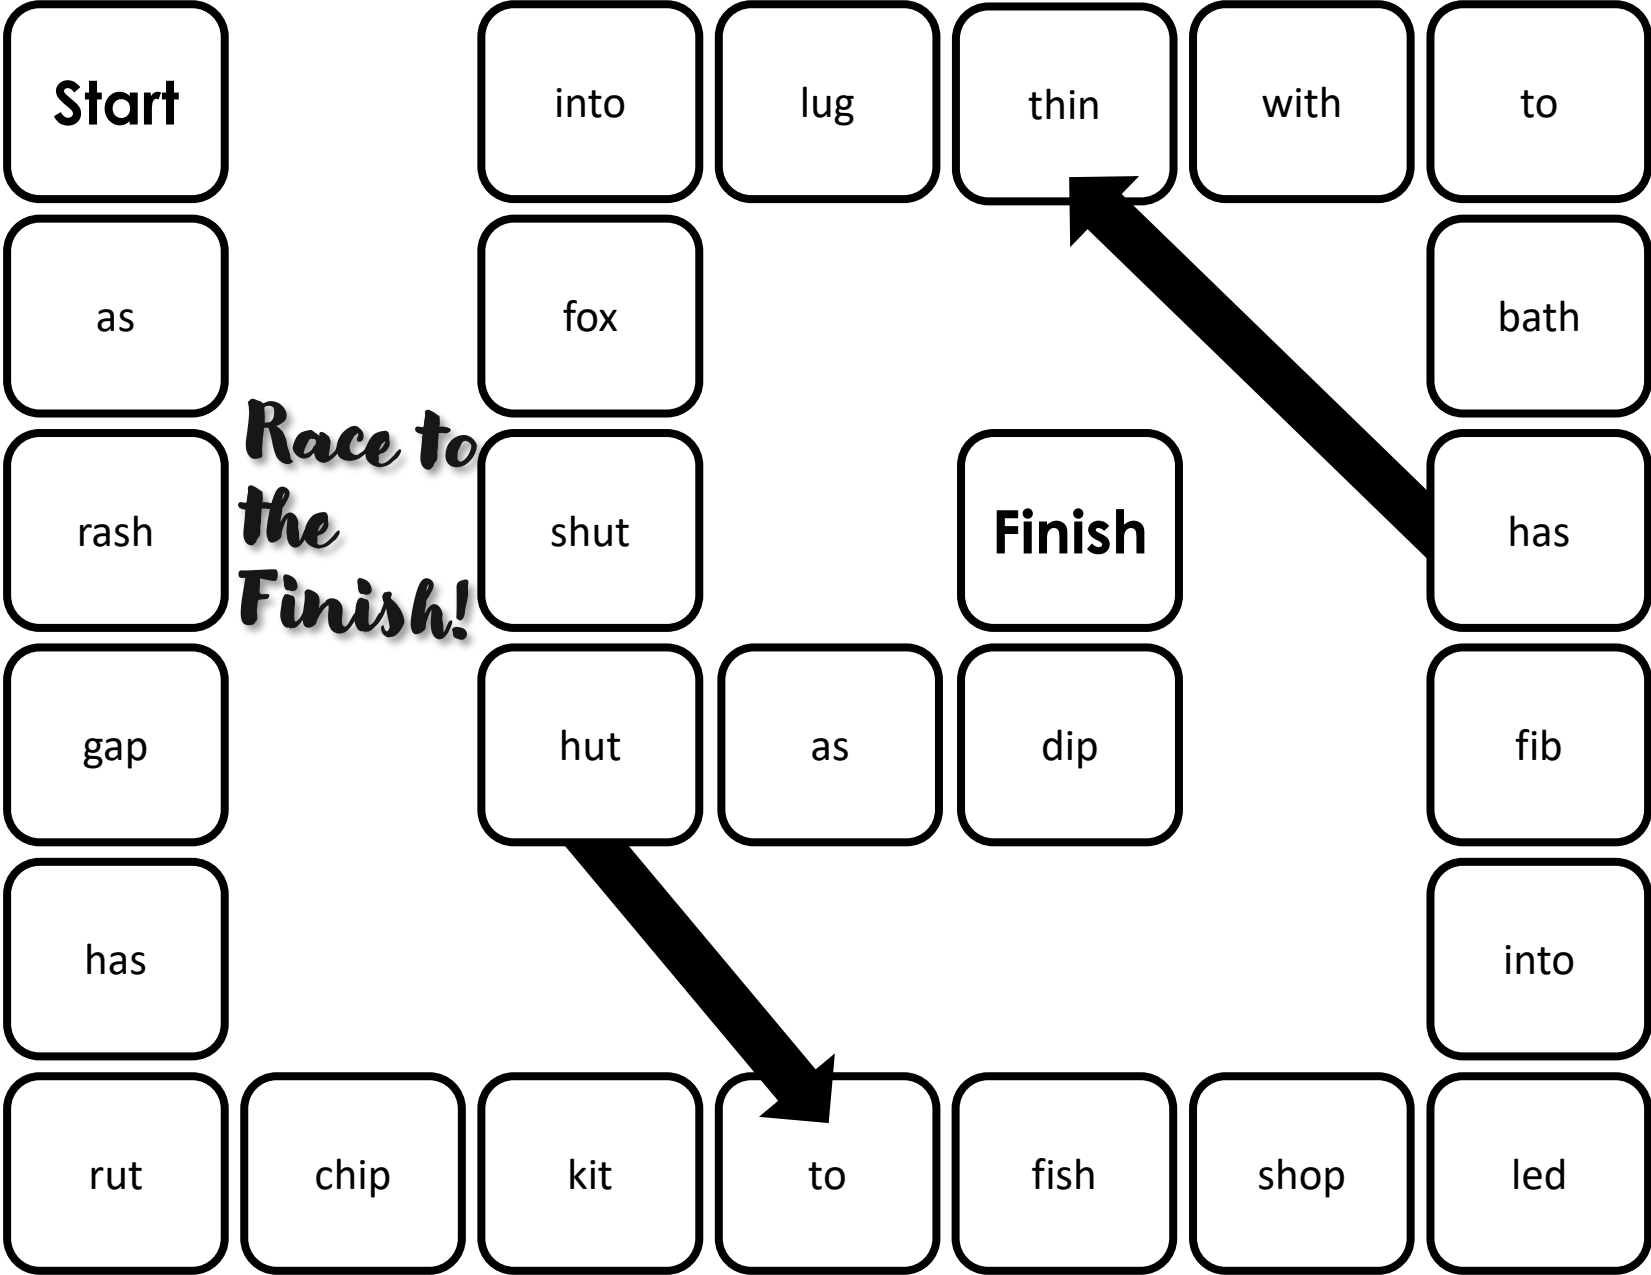 Start
into
lug
thin
with
to
as
fox
bath
Race to
the
Finish!
rash
shut
Finish
has
gap
hut
as
dip
fib
has
into
rut
chip
kit
to
fish
shop
led